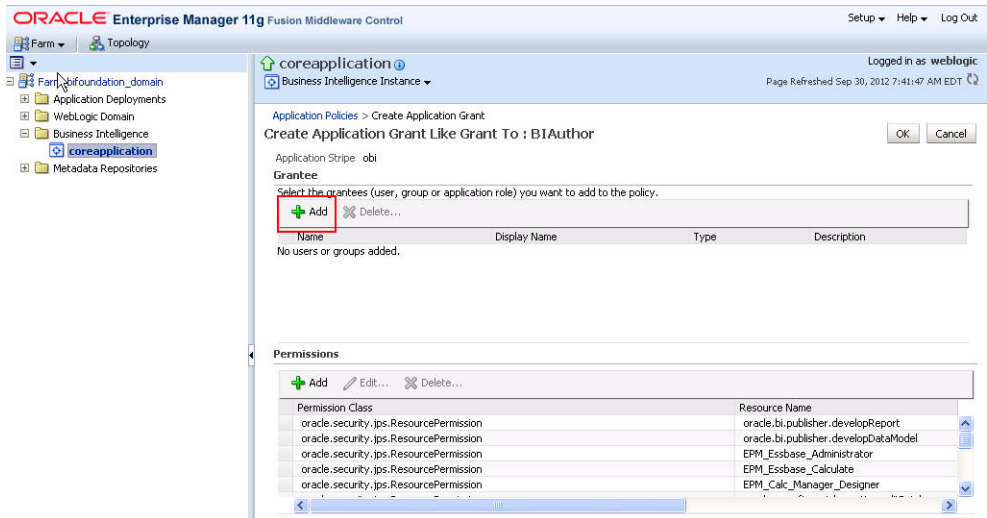 ORACLE Enterprise Manager 11g Fusion Middleware Control
Setup Help Log Out
Farm Topology
Farm_bifoundation_domain
Application Deployments
WebLogic Domain
Business Intelligence
coreapplication
Metadata Repositories
coreapplication
Logged in as weblogic
Business Intelligence Instance
Page Refreshed Sep 30, 2012 7:41:47 AM EDT
Application Policies > Create Application Grant
Create Application Grant Like Grant To : BIAuthor
OK Cancel
Application Stripe obi
Grantee
Select the grantees (user, group or application role) you want to add to the policy.
Add Delete...
Name Display Name Type Description
No users or groups added.
Permissions
Add Edit... Delete...
Permission Class Resource Name
oracle.security.jps.ResourcePermission oracle.bi.publisher.developReport
oracle.security.jps.ResourcePermission oracle.bi.publisher.developDataModel
oracle.security.jps.ResourcePermission EPM_Essbase_Administrator
oracle.security.jps.ResourcePermission EPM_Essbase_Calculate
oracle.security.jps.ResourcePermission EPM_Calc_Manager_Designer